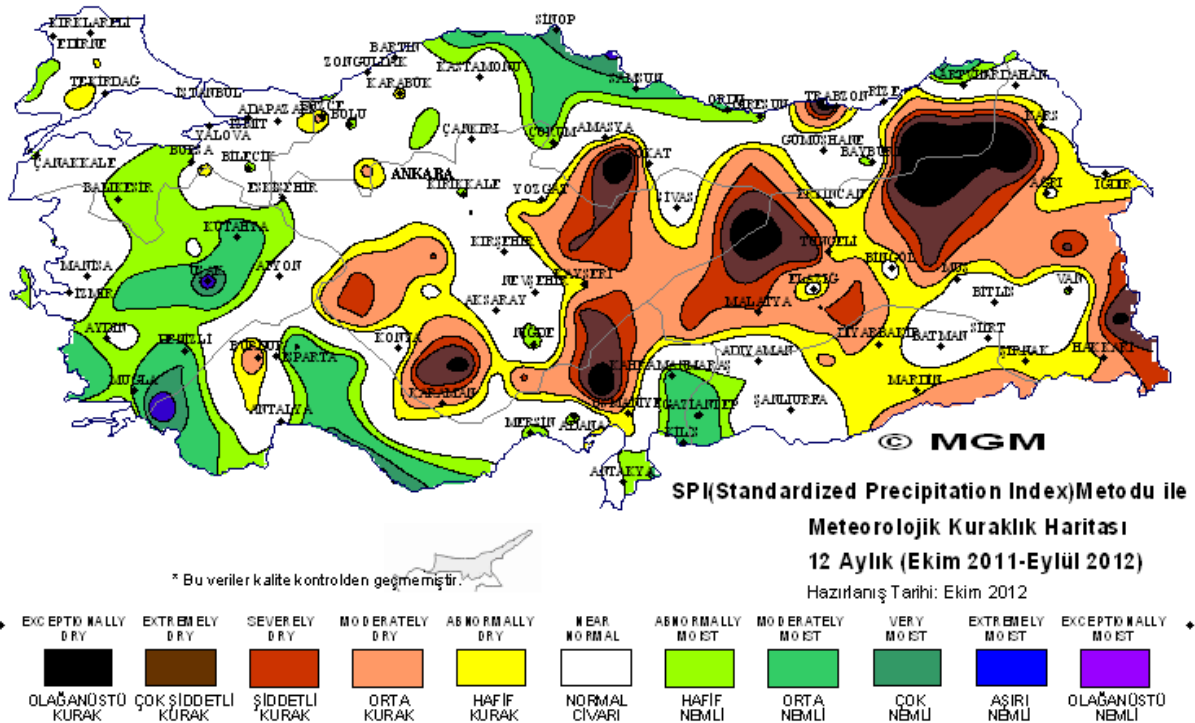 SİNOP
KIRKLARELİ
EDİRNE
BARTIN
ZONGULDAK
KASTAMONU
KARABÜK
TEKİRDAĞ
İSTANBUL
SAMSUN
ARTVİN
ARDAHAN
TRABZON
RİZE
ORDU
GİRESUN
BOLU
YALOVA
KARS
ÇANKIRI
ÇORUM
AMASYA
GÜMÜŞHANE
ÇANAKKALE
BURSA
BİLECİK
BAYBURT
ANKARA
TOKAT
KIRIKKALE
YOZGAT
BALIKESİR
ESKİŞEHİR
SİVAS
ERZİNCAN
AĞRI
IĞDIR
KÜTAHYA
KIRŞEHİR
TUNCELİ
MANİSA
UŞAK
AFYON
NEVŞEHİR
KAYSERİ
ELAZIĞ
BİNGÖL
MUŞ
VAN
İZMİR
AKSARAY
MALATYA
BİTLİS
AYDIN
DENİZLİ
BURDUR
ISPARTA
KONYA
NİĞDE
DİYARBAKIR
BATMAN
SİİRT
KAHRAMANMARAŞ
ADIYAMAN
ŞIRNAK
HAKKARİ
MUĞLA
KARAMAN
MARDİN
ANTALYA
OSMANİYE
GAZİANTEP
ŞANLIURFA
MERSİN
ADANA
KİLİS
© MGM
ANTAKYA
SPI(Standardized Precipitation Index)Metodu ile
Meteorolojik Kuraklık Haritası
12 Aylık (Ekim 2011-Eylül 2012)
* Bu veriler kalite kontrolden geçmemiştir.
Hazırlanış Tarihi: Ekim 2012
EXCEPTIONALLY DRY
EXTREMELY DRY
SEVERELY DRY
MODERATELY DRY
ABNORMALLY DRY
NEAR NORMAL
ABNORMALLY MOIST
MODERATELY MOIST
VERY MOIST
EXTREMELY MOIST
EXCEPTIONALLY MOIST
OLAĞANÜSTÜ KURAK
ÇOK ŞİDDETLİ KURAK
ŞİDDETLİ KURAK
ORTA KURAK
HAFİF KURAK
NORMAL CİVARI
HAFİF NEMLİ
ORTA NEMLİ
ÇOK NEMLİ
AŞIRI NEMLİ
OLAĞANÜSTÜ NEMLİ